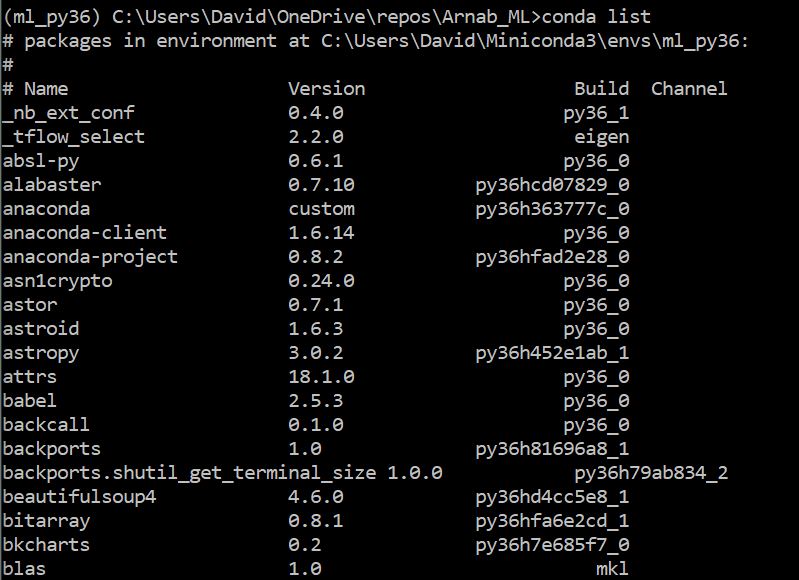 (ml_py36) C:\Users\David\OneDrive\repos\Arnab_ML>conda list
# packages in environment at C:\Users\David\Miniconda3\envs\ml_py36:
#
# Name                    Version                   Build  Channel
_nb_ext_conf              0.4.0                    py36_1
_tflow_select             2.2.0                     eigen
absl-py                   0.6.1                    py36_0
alabaster                 0.7.10           py36hcd07829_0
anaconda                  custom           py36h363777c_0
anaconda-client           1.6.14                   py36_0
anaconda-project          0.8.2            py36hfad2e28_0
asn1crypto                0.24.0                   py36_0
astor                     0.7.1                    py36_0
astroid                   1.6.3                    py36_0
astropy                   3.0.2            py36h452e1ab_1
attrs                     18.1.0                   py36_0
babel                     2.5.3                    py36_0
backcall                  0.1.0                    py36_0
backports                 1.0              py36h81696a8_1
backports.shutil_get_terminal_size 1.0.0            py36h79ab834_2
beautifulsoup4            4.6.0            py36hd4cc5e8_1
bitarray                  0.8.1            py36hfa6e2cd_1
bkcharts                  0.2              py36h7e685f7_0
blas                      1.0                         mkl